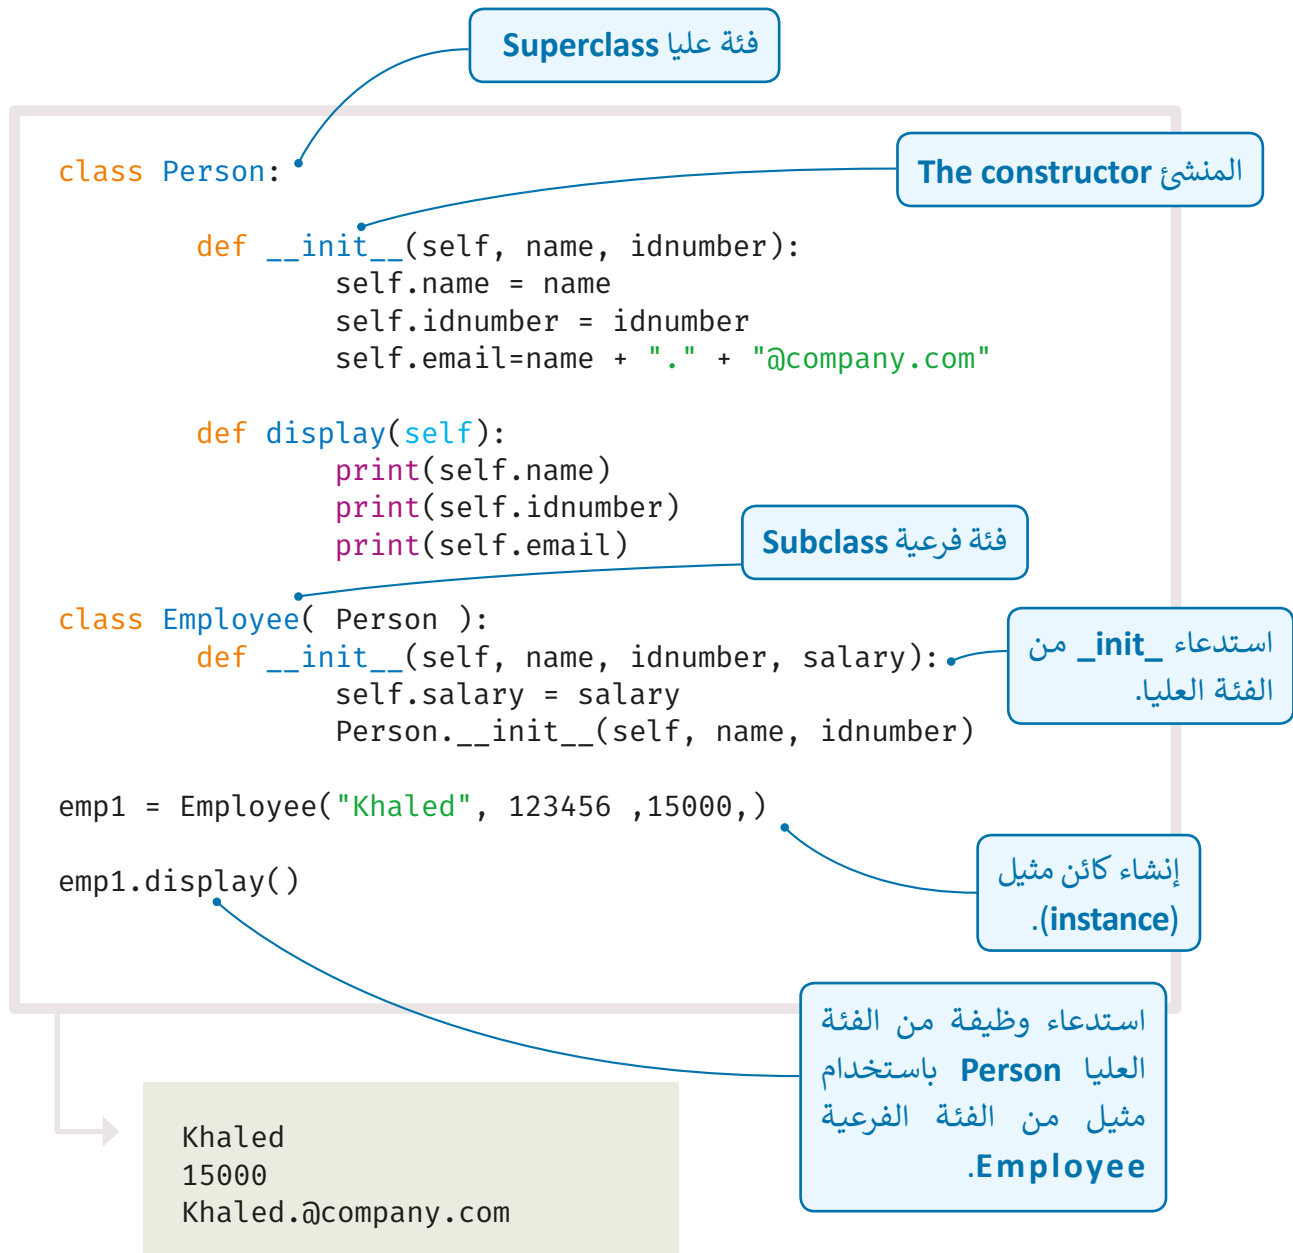 فئة عليا Superclass
class Person:
المنشئ The constructor
def __init__(self, name, idnumber):
self.name = name
self.idnumber = idnumber
self.email=name + "." + "@company.com"
def display(self):
print(self.name)
print(self.idnumber)
print(self.email)
فئة فرعية Subclass
class Employee( Person ):
def __init__(self, name, idnumber, salary):
self.salary = salary
Person.__init__(self, name, idnumber)
استدعاء _init_ من
الفئة العليا.
emp1 = Employee("Khaled", 123456 ,15000,)
emp1.display()
إنشاء كائن مثيل
(instance).
استدعاء وظيفة من الفئة
العليا Person باستخدام
مثيل من الفئة الفرعية
Employee.
Khaled
15000
Khaled.@company.com